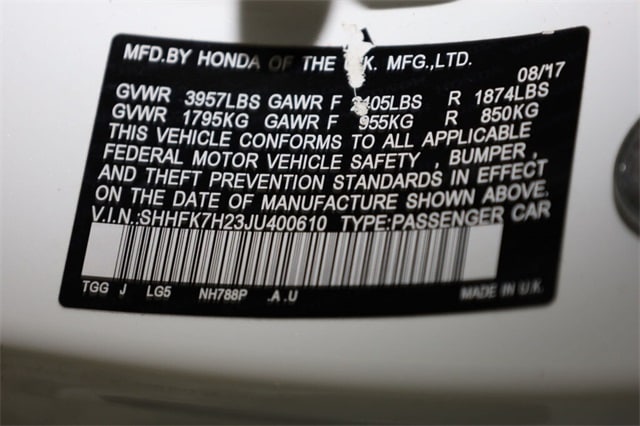 MFD.BY HONDA OF THE .K. MFG.,LTD.
08/17
GVWR 3957LBS GAWR F 405LBS R 1874LBS
GVWR 1795KG GAWR F 955KG R 850KG
THIS VEHICLE CONFORMS TO ALL APPLICABLE
FEDERAL MOTOR VEHICLE SAFETY , BUMPER ,
AND THEFT PREVENTION STANDARDS IN EFFECT
ON THE DATE OF MANUFACTURE SHOWN ABOVE.
V.I.N.:SHHFK7H23JU400610 TYPE:PASSENGER CAR
TGG J LG5 NH788P .A.U MADE IN U.K.